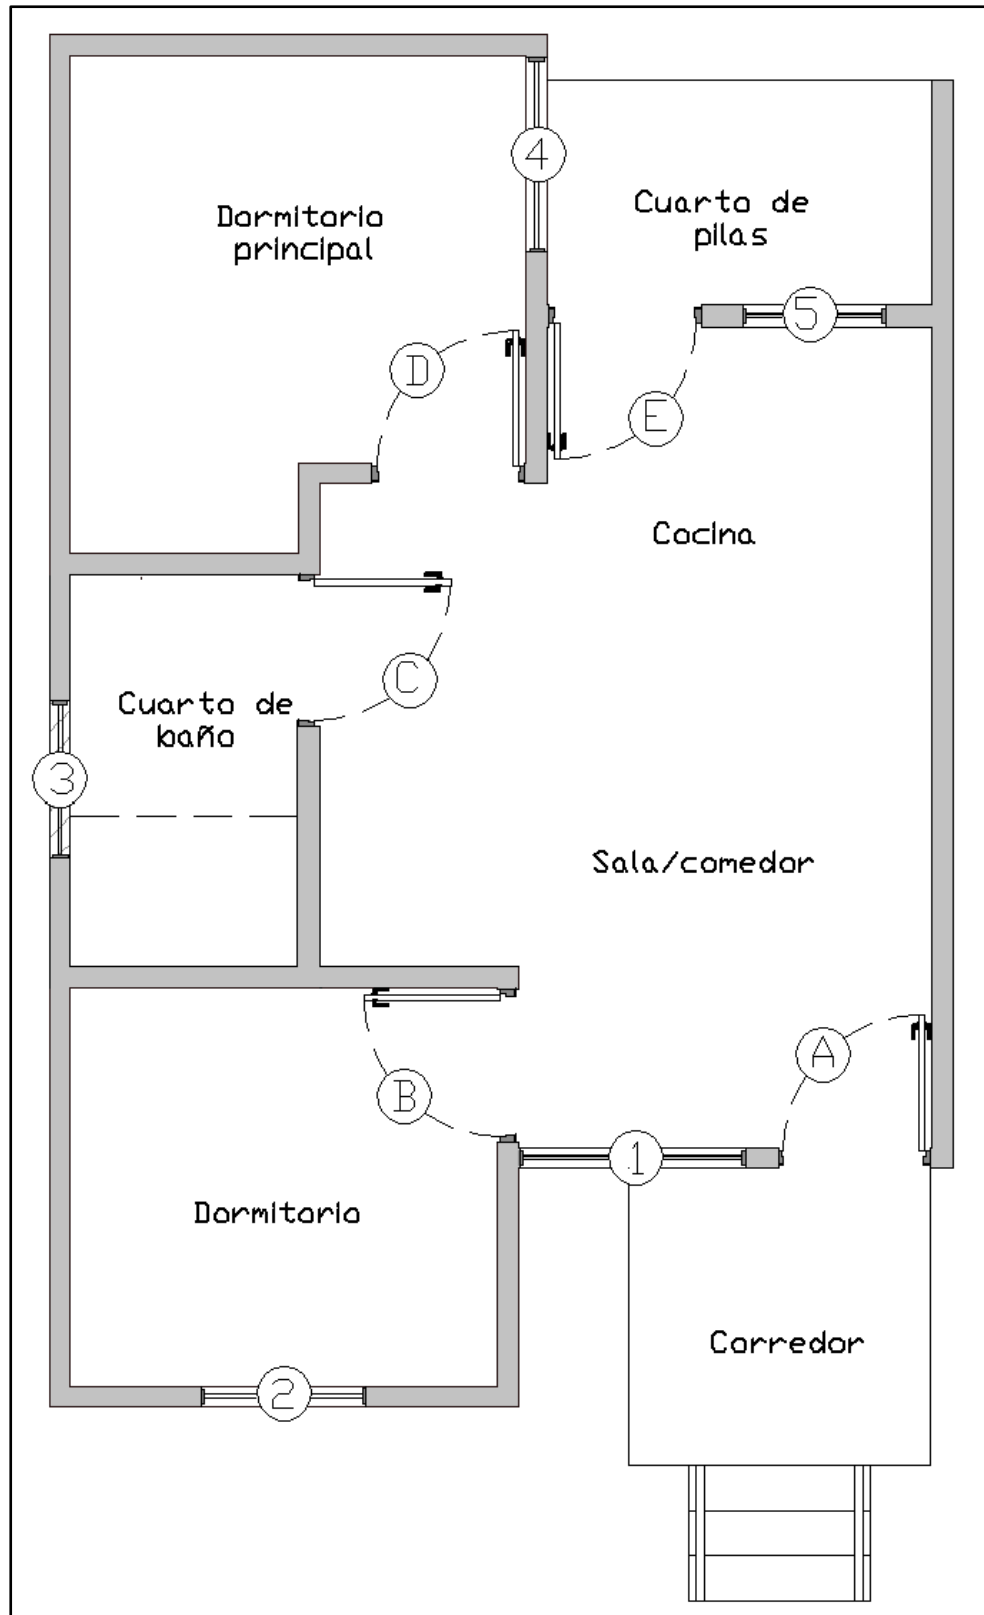 4
Dormitorio
principal
Cuarto de
pilas
5
D
E
Cocina
C
Cuarto de
baño
3
Sala/comedor
A
B
1
Dormitorio
Corredor
2